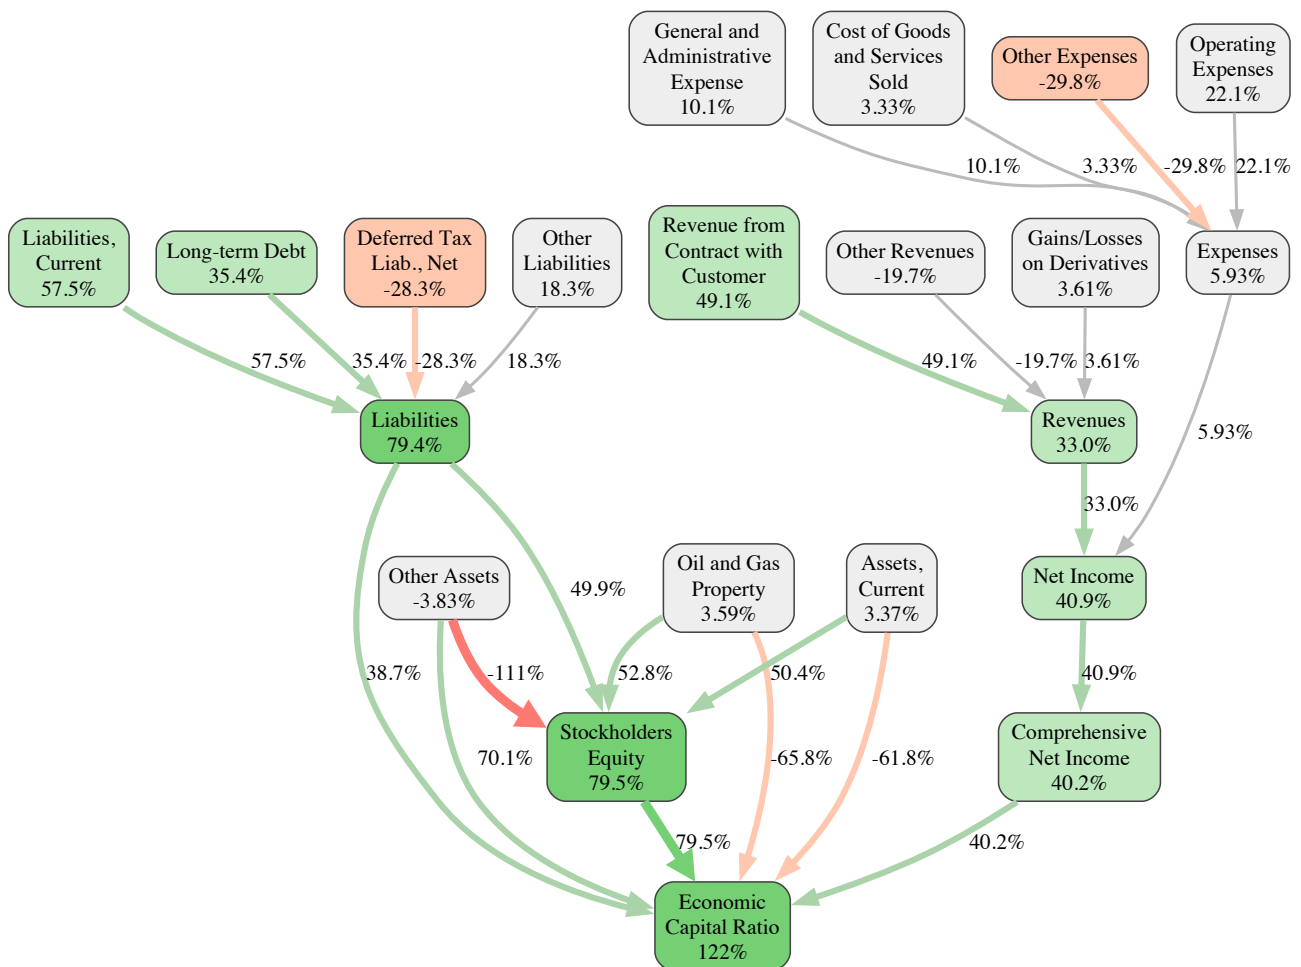 General and
Administrative
Expense
10.1%
Cost of Goods
and Services
Sold
3.33%
Other Expenses
-29.8%
Operating
Expenses
22.1%
10.1%
3.33%
-29.8%
22.1%
Liabilities,
Current
57.5%
Long-term Debt
35.4%
Deferred Tax
Liab., Net
-28.3%
Other
Liabilities
18.3%
Revenue from
Contract with
Customer
49.1%
Other Revenues
-19.7%
Gains/Losses
on Derivatives
3.61%
Expenses
5.93%
57.5%
35.4%
-28.3%
18.3%
49.1%
-19.7%
3.61%
Liabilities
79.4%
Revenues
33.0%
5.93%
33.0%
Other Assets
-3.83%
49.9%
Oil and Gas
Property
3.59%
Assets,
Current
3.37%
Net Income
40.9%
38.7%
-111%
52.8%
50.4%
40.9%
70.1%
Stockholders
Equity
79.5%
-65.8%
-61.8%
Comprehensive
Net Income
40.2%
79.5%
40.2%
Economic
Capital Ratio
122%